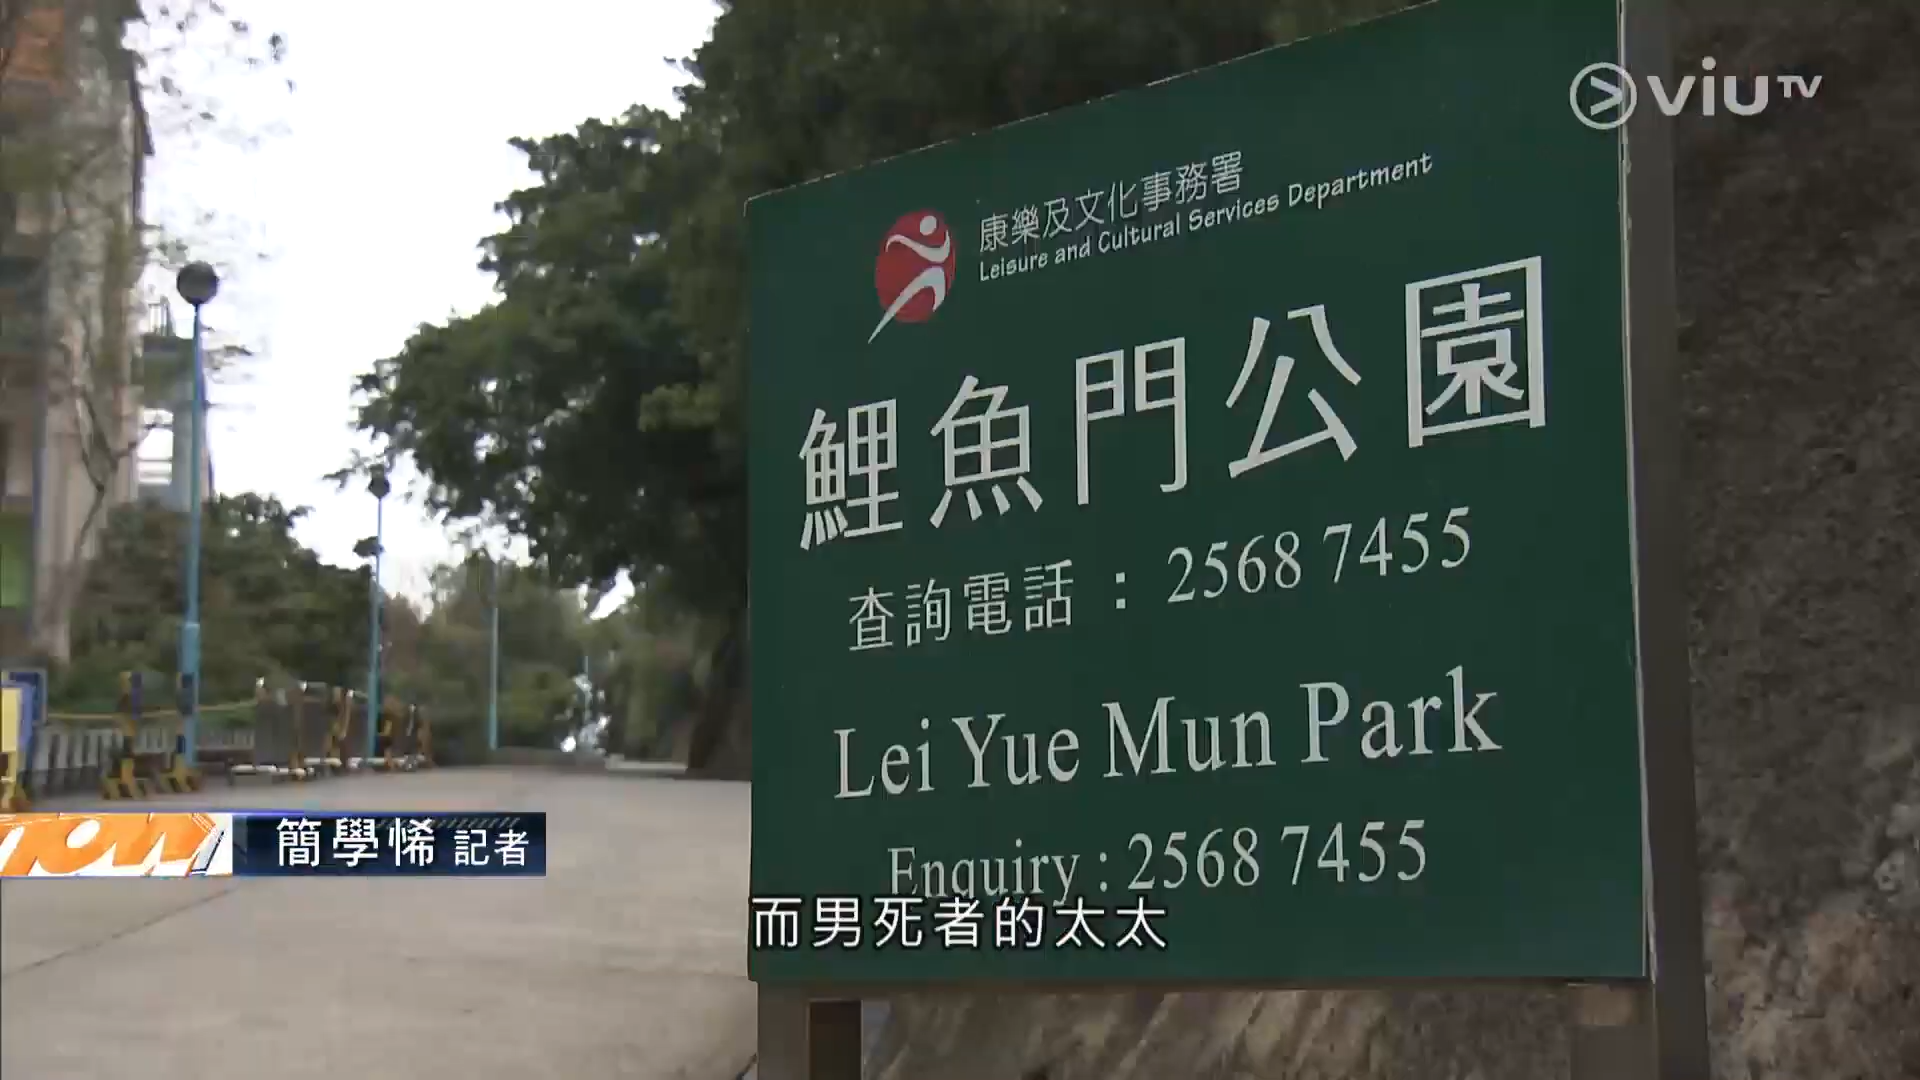 viuTV
康樂及文化事務署
Leisure and Cultural Services Department
鯉魚門公園
查詢電話 : 2568 7455
Lei Yue Mun Park
Enquiry : 2568 7455
now
簡學悕 記者
而男死者的太太